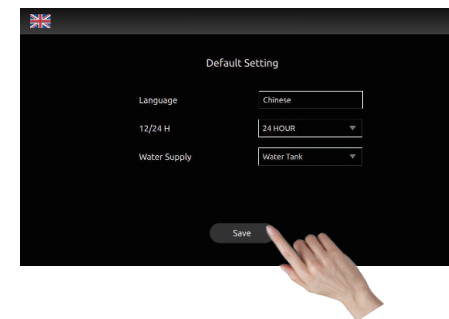 Default Setting
Language Chinese
12/24 H 24 HOUR
Water Supply Water Tank
Save